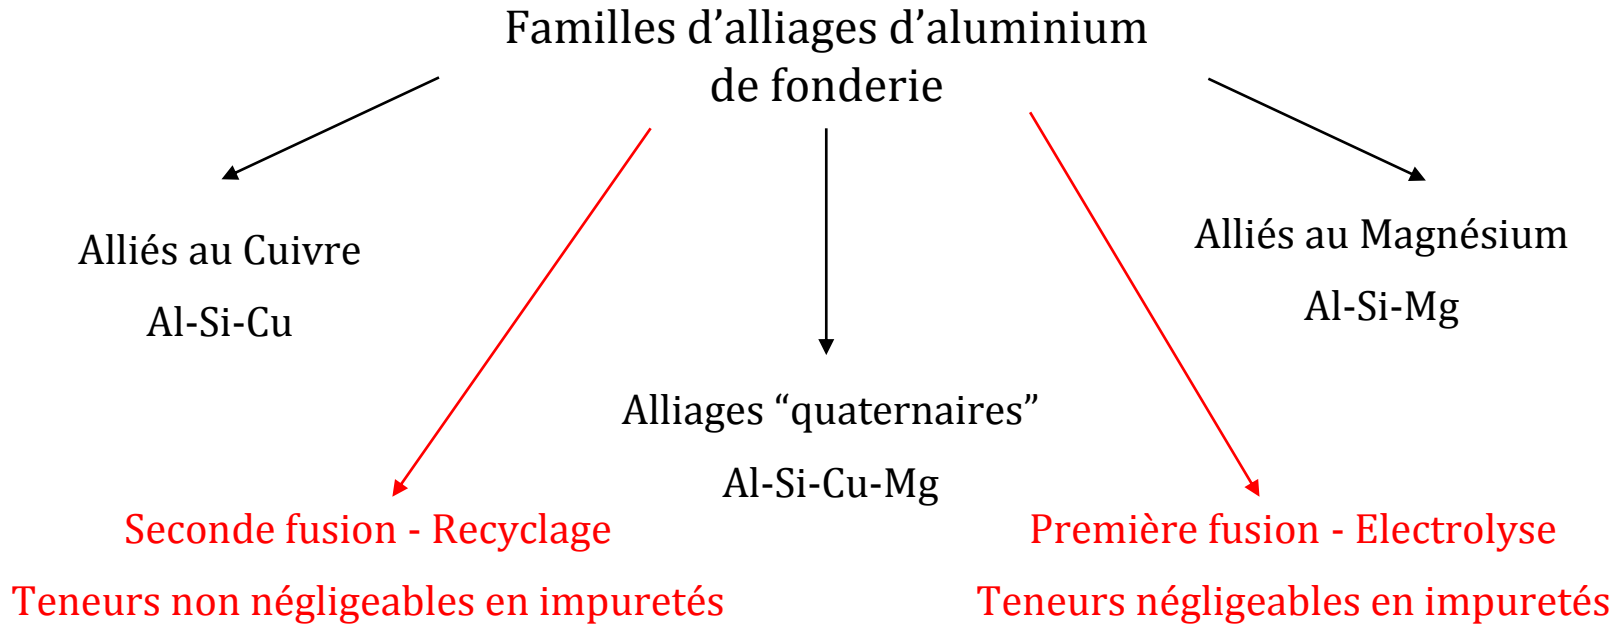 Familles d’alliages d’aluminium
de fonderie
Alliés au Cuivre
Al-Si-Cu
Alliages “quaternaires”
Al-Si-Cu-Mg
Alliés au Magnésium
Al-Si-Mg
Seconde fusion - Recyclage
Teneurs non négligeables en impuretés
Première fusion - Electrolyse
Teneurs négligeables en impuretés